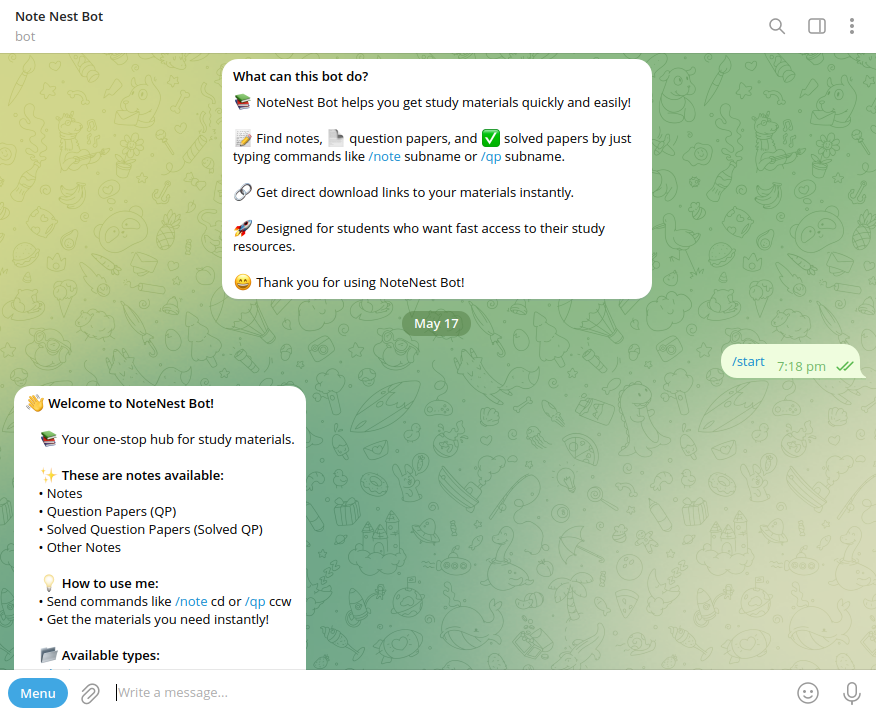 Note Nest Bot
bot
What can this bot do?
📚 NoteNest Bot helps you get study materials quickly and easily!
📝 Find notes, 📄 question papers, and ✅ solved papers by just
typing commands like /note subname or /qp subname.
🔗 Get direct download links to your materials instantly.
🚀 Designed for students who want fast access to their study
resources.
😄 Thank you for using NoteNest Bot!
May 17
/start 7:18 pm
👋 Welcome to NoteNest Bot!
📚 Your one-stop hub for study materials.
✨ These are notes available:
• Notes
• Question Papers (QP)
• Solved Question Papers (Solved QP)
• Other Notes
💡 How to use me:
• Send commands like /note cd or /qp ccw
• Get the materials you need instantly!
📂 Available types:
Menu
Write a message...